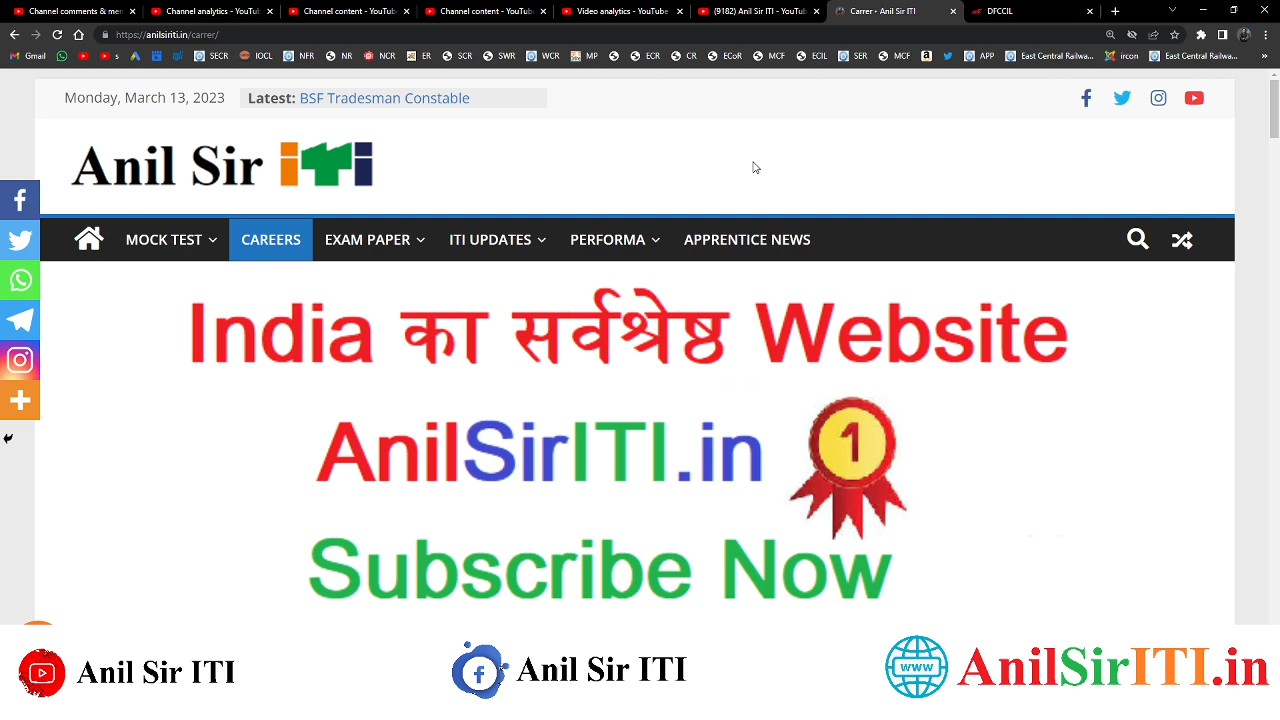 Channel comments & men
Channel analytics - YouTub
Channel content - YouTube
Channel content - YouTube
Video analytics - YouTube
(9182) Anil Sir ITI - YouTub
Carrer - Anil Sir ITI
DFCCIL
https://anilsiriti.in/carrer/
Gmail
s
SECR
IOCL
NFR
NR
NCR
ER
SCR
SWR
WCR
MP
ECR
CR
ECoR
MCF
ECIL
SER
MCF
APP
East Central Railwa...
ircon
East Central Railwa...
Monday, March 13, 2023
Latest: BSF Tradesman Constable
Anil Sir iTi
MOCK TEST
CAREERS
EXAM PAPER
ITI UPDATES
PERFORMA
APPRENTICE NEWS
India का सर्वश्रेष्ठ Website
AnilSirITI.in
1
Subscribe Now
Anil Sir ITI
Anil Sir ITI
www
AnilSirITI.in